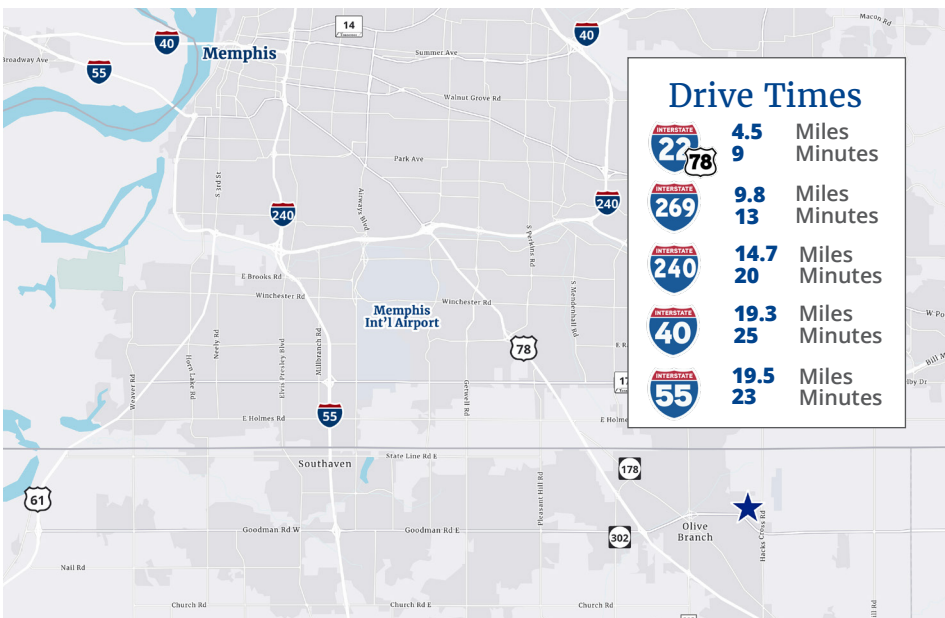 14
Macon Rd
40
40
Memphis
Summer Ave
Broadway Ave
55
Walnut Grove Rd
Park Ave
S 3rd St
Airways Blvd
240
240
S Perkins Rd
E Brooks Rd
Winchester Rd
S Mendenhall Rd
Memphis
Int'l Airport
Winchester Rd
Neely Rd
Millbranch Rd
Elvis Presley Blvd
78
Horn Lake Rd
Weaver Rd
Getwell Rd
55
E Holmes Rd
E Holme
State Line Rd E
Southaven
178
Pleasant Hill Rd
61
Goodman Rd W
Goodman Rd E
302
Olive
Branch
Hacks Cross Rd
Nail Rd
Church Rd
Church Rd E
Church Rd
Drive Times
INTERSTATE
22
78
4.5 Miles
9 Minutes
INTERSTATE
269
9.8 Miles
13 Minutes
INTERSTATE
240
14.7 Miles
20 Minutes
INTERSTATE
40
19.3 Miles
25 Minutes
INTERSTATE
55
19.5 Miles
23 Minutes
W Po
Bill M
lby Dr
ill Rd